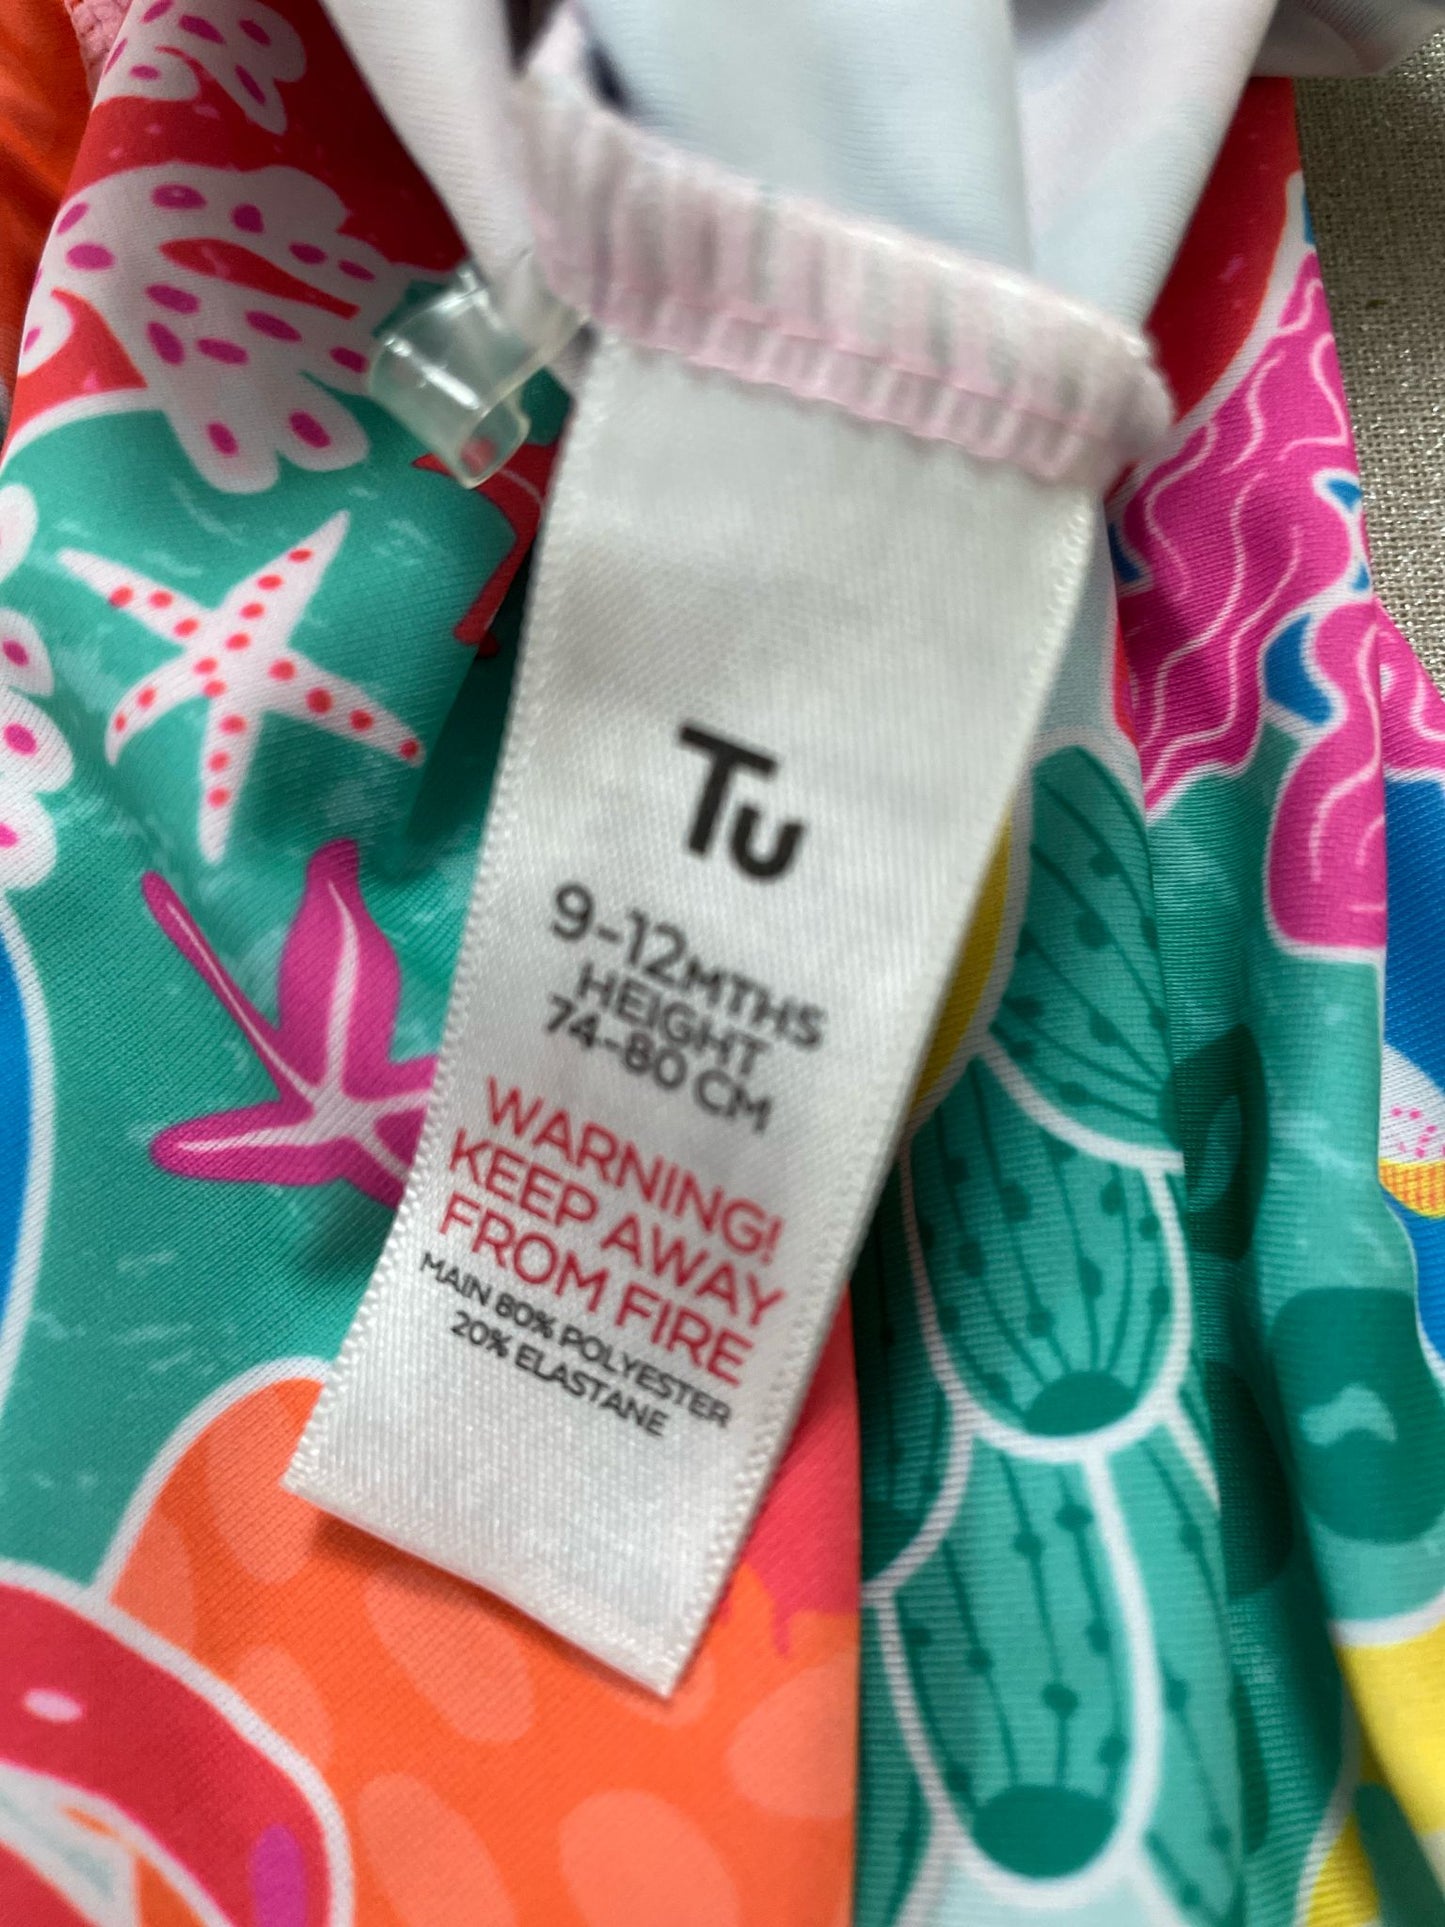 Tu
9-12MTHS
HEIGHT
74-80 CM
WARNING!
KEEP AWAY
FROM FIRE
MAIN 80% POLYESTER
20% ELASTANE